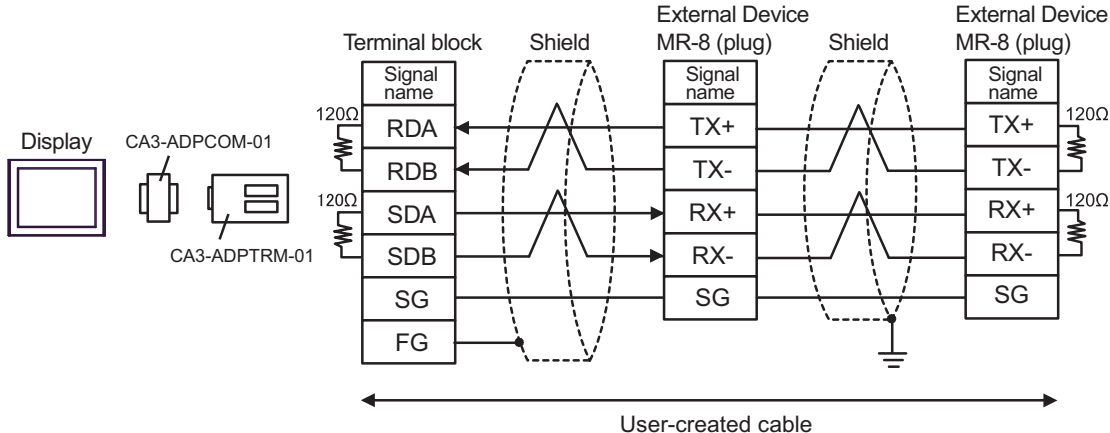 External Device
MR-8 (plug)
External Device
MR-8 (plug)
Terminal block
Shield
Shield
Display
CA3-ADPCOM-01
CA3-ADPTRM-01
120Ω
120Ω
Signal
name
RDA
RDB
SDA
SDB
SG
FG
Signal
name
TX+
TX-
RX+
RX-
SG
Signal
name
TX+
TX-
RX+
RX-
SG
120Ω
120Ω
User-created cable